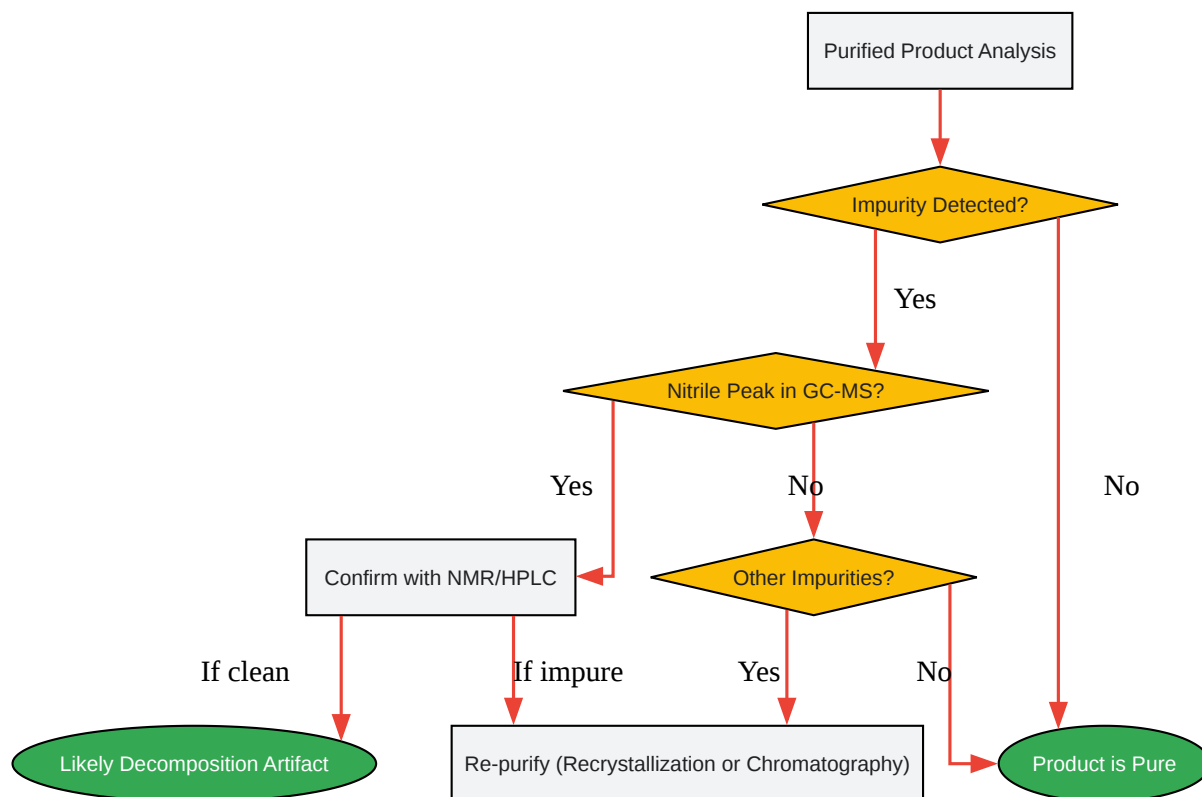 Purified Product Analysis
Impurity Detected?
Yes
Nitrile Peak in GC-MS?
Yes
No
No
Confirm with NMR/HPLC
Other Impurities?
If clean
If impure
Yes
No
Likely Decomposition Artifact
Re-purify (Recrystallization or Chromatography)
Product is Pure